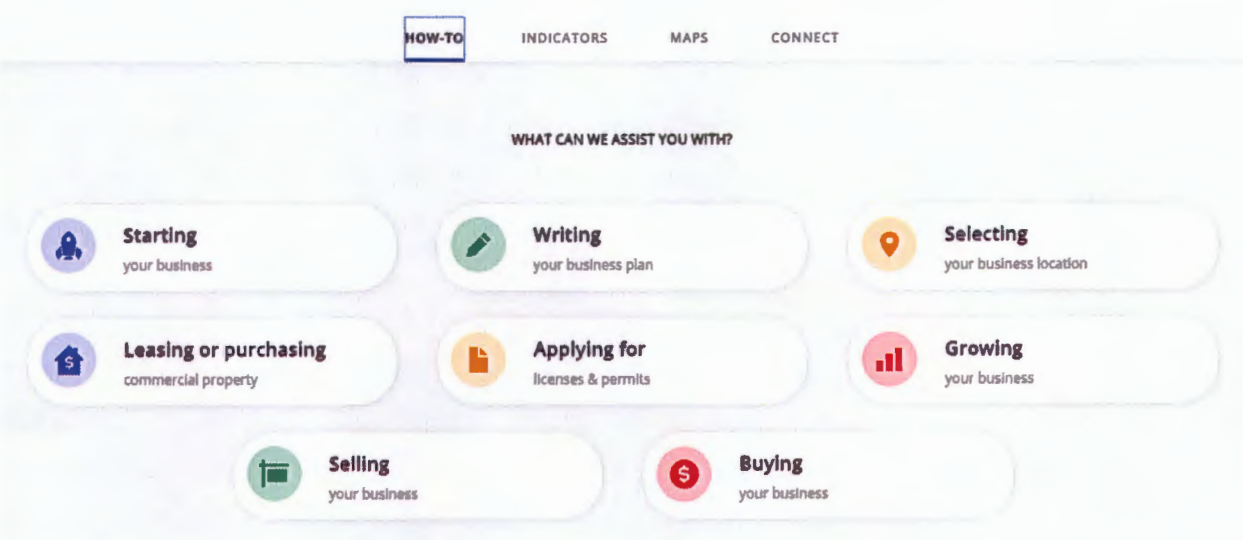 HOW-TO INDICATORS MAPS CONNECT
WHAT CAN WE ASSIST YOU WITH?
Starting
your business
Writing
your business plan
Selecting
your business location
Leasing or purchasing
commercial property
Applying for
licenses & permits
Growing
your business
Selling
your business
Buying
your business